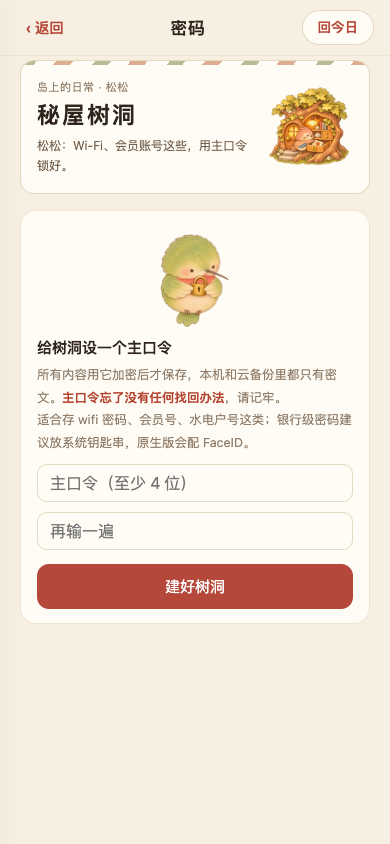 ‹ 返回
密码
回今日
岛上的日常 · 松松
秘屋树洞
松松：Wi-Fi、会员账号这些，用主口令
锁好。
给树洞设一个主口令
所有内容用它加密后才保存，本机和云备份里都只有密
文。主口令忘了没有任何找回办法，请记牢。
适合存 wifi 密码、会员号、水电户号这类；银行级密码建
议放系统钥匙串，原生版会配 FaceID。
主口令（至少 4 位）
再输一遍
建好树洞